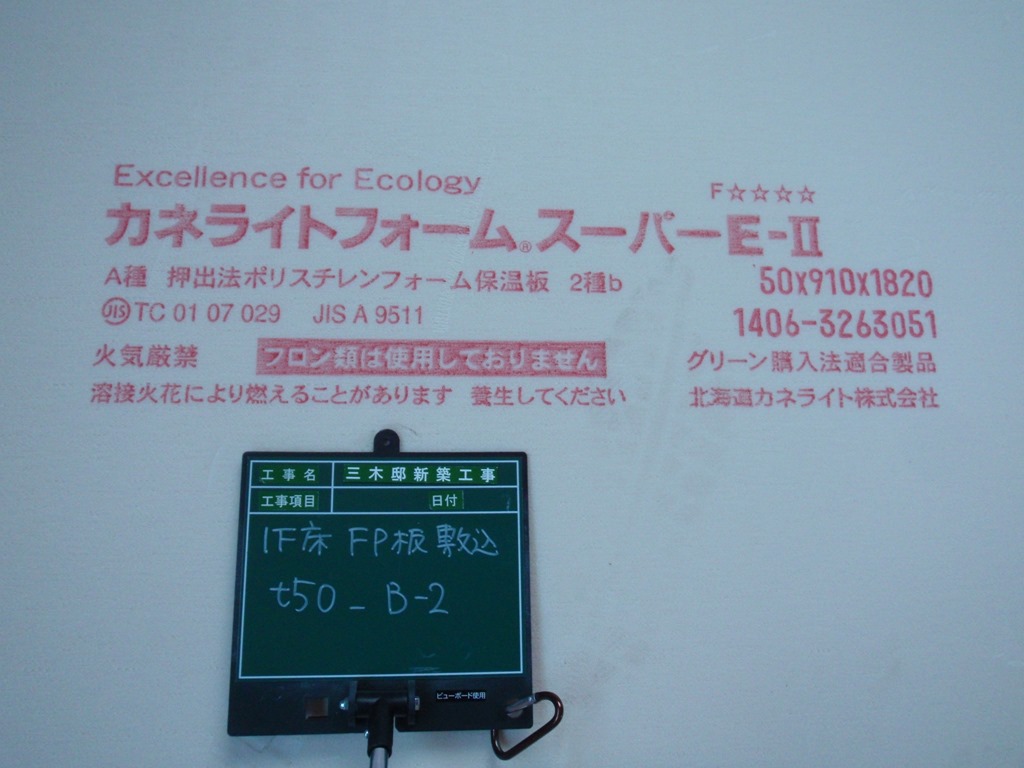 Excellence for Ecology
F☆☆☆☆
カネライトフォーム®スーパーE-Ⅱ
A種 押出法ポリスチレンフォーム保温板 2種b
50x910x1820
JIS TC 01 07 029 JIS A 9511
1406-3263051
火気厳禁 フロン類は使用しておりません
グリーン購入法適合製品
溶接火花により燃えることがあります 養生してください
北海道カネライト株式会社
工事名 三木邸新築工事
工事項目 日付
1F床 FP板敷込
t50 - B-2
ビューボード使用